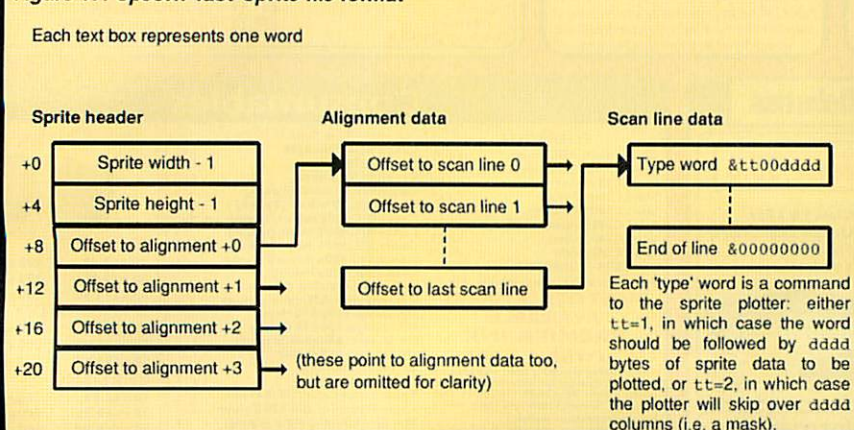 Each text box represents one word
Sprite header
Alignment data
Scan line data
+0 Sprite width - 1
+4 Sprite height - 1
+8 Offset to alignment +0
+12 Offset to alignment +1
+16 Offset to alignment +2
+20 Offset to alignment +3
Offset to scan line 0
Offset to scan line 1
Offset to last scan line
(these point to alignment data too,
but are omitted for clarity)
Type word &tt00dddd
End of line &00000000
Each 'type' word is a command
to the sprite plotter: either
tt=1, in which case the word
should be followed by dddd
bytes of sprite data to be
plotted, or tt=2, in which case
the plotter will skip over dddd
columns (i.e. a mask).